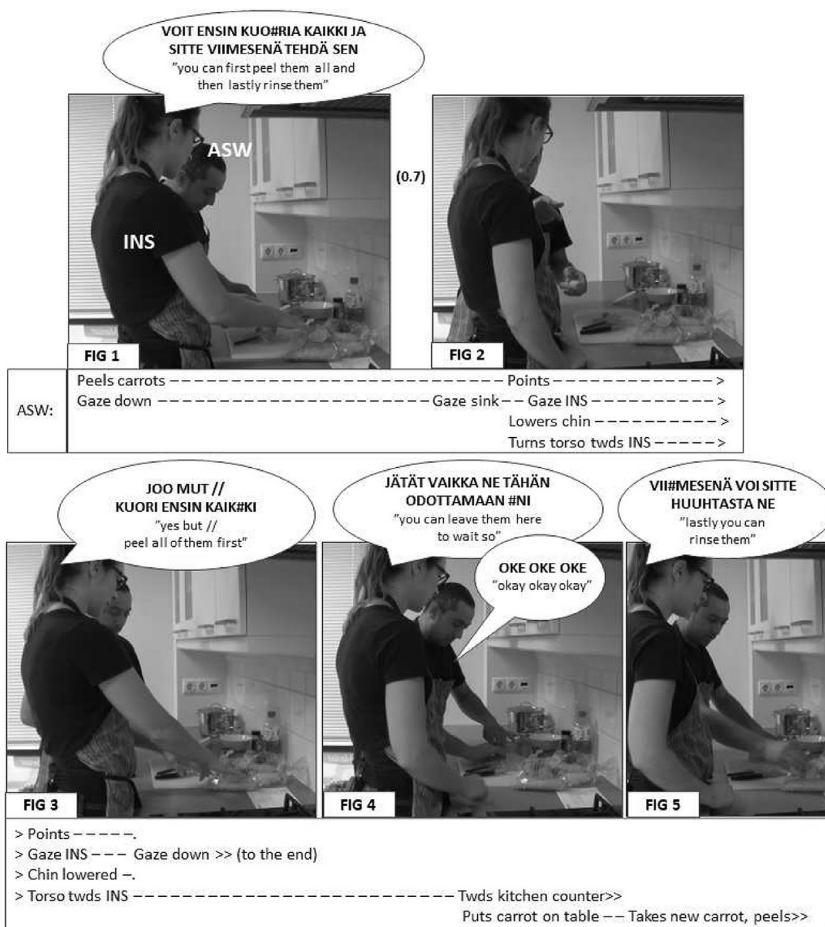 VOIT ENSIN KUO#RIA KAIKKI JA
SITTE VIIMESENÄ TEHDÄ SEN
"you can first peel them all and
then lastly rinse them"
ASW
INS
(0.7)
FIG 1
FIG 2
ASW:
Peels carrots ––––––––––––––––––––––––––––– Points –––––––––––––– >
Gaze down –––––––––––––––––––––––– Gaze sink –– Gaze INS –––––––––––– >
Lowers chin ––––––––––– >
Turns torso twds INS ––––– >
JOO MUT //
KUORI ENSIN KAIK#KI
"yes but //
peel all of them first"
JÄTÄT VAIKKA NE TÄHÄN
ODOTTAMAAN #NI
"you can leave them here
to wait so"
OKE OKE OKE
"okay okay okay"
VII#MESENÄ VOI SITTE
HUUHTASTA NE
"lastly you can
rinse them"
FIG 3
FIG 4
FIG 5
> Points –––––.
> Gaze INS ––– Gaze down >> (to the end)
> Chin lowered –.
> Torso twds INS –––––––––––––––––––––––––––– Twds kitchen counter>>
Puts carrot on table –– Takes new carrot, peels>>